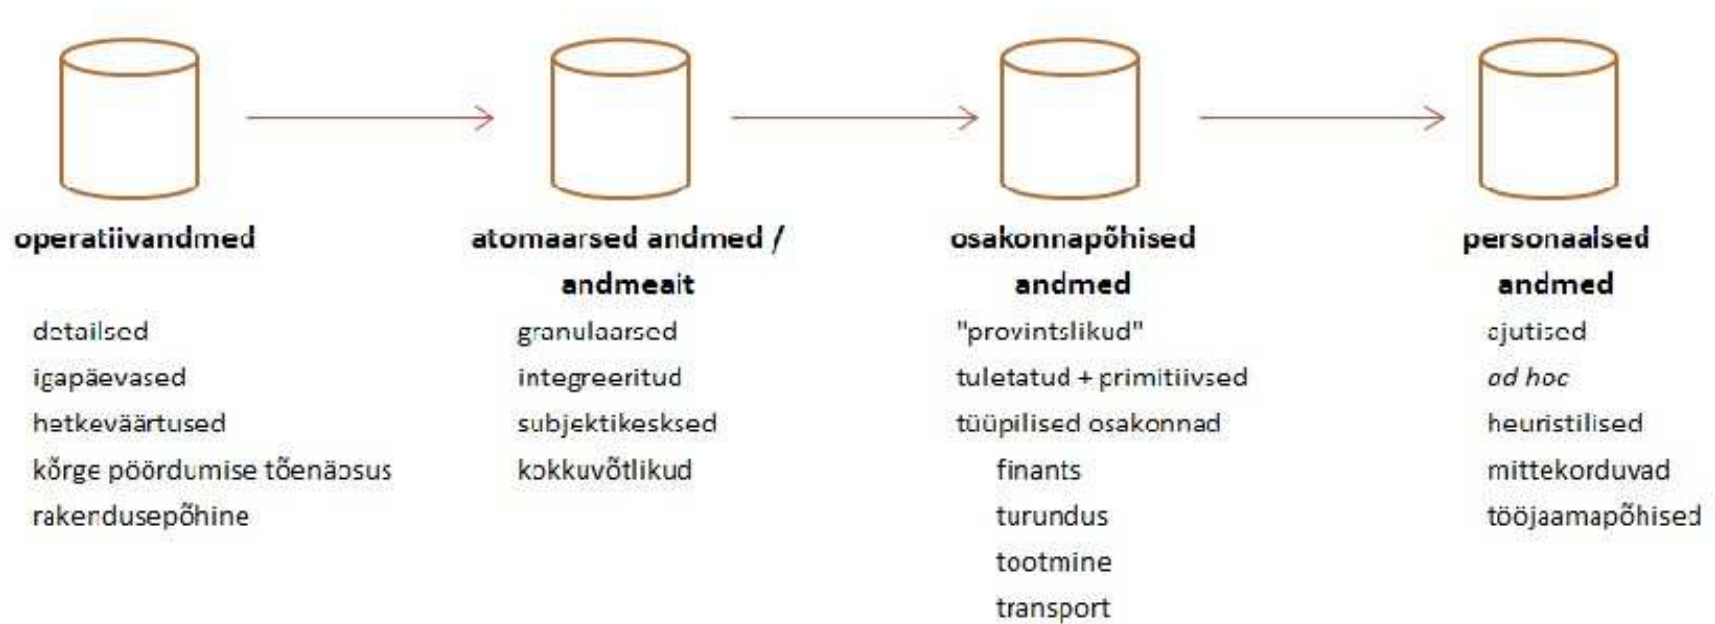 operatiivandmed
detailsed
igapäevased
hetkeväärtused
kõrge pöördumise tõenäosus
rakendusepõhine
atomaarsed andmed /
andmeait
granulaarsed
integreeritud
subjektikesksed
kokkuvõtlikud
osakonnapõhised
andmed
"provintslikud"
tuletatud + primitiivsed
tüüpilised osakonnad
finants
turundus
tootmine
transport
personaalsed
andmed
ajutised
ad hoc
heuristilised
mittekorduvad
tööjaamapõhised